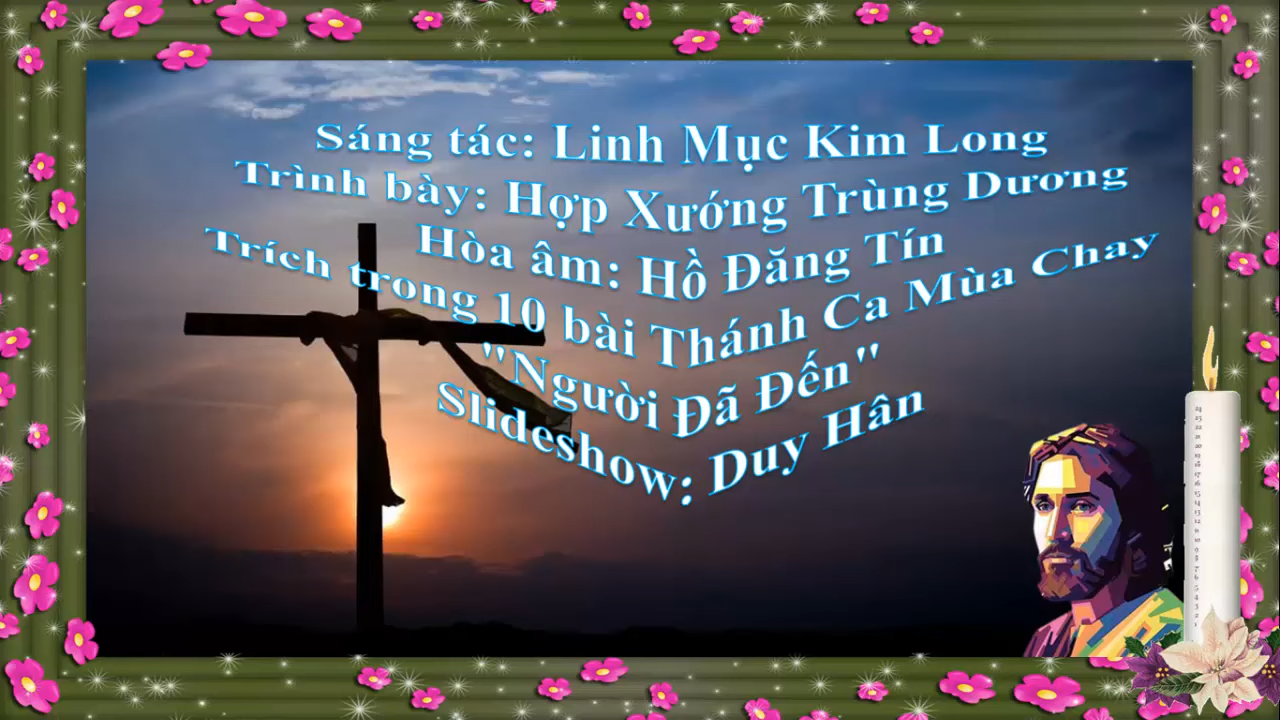 Sáng tác: Linh Mục Kim Long
Trình bày: Hợp Xướng Trùng Dương
Hòa âm: Hồ Đăng Tín
Trích trong 10 bài Thánh Ca Mùa Chay
"Người Đã Đến"
Slideshow: Duy Hân